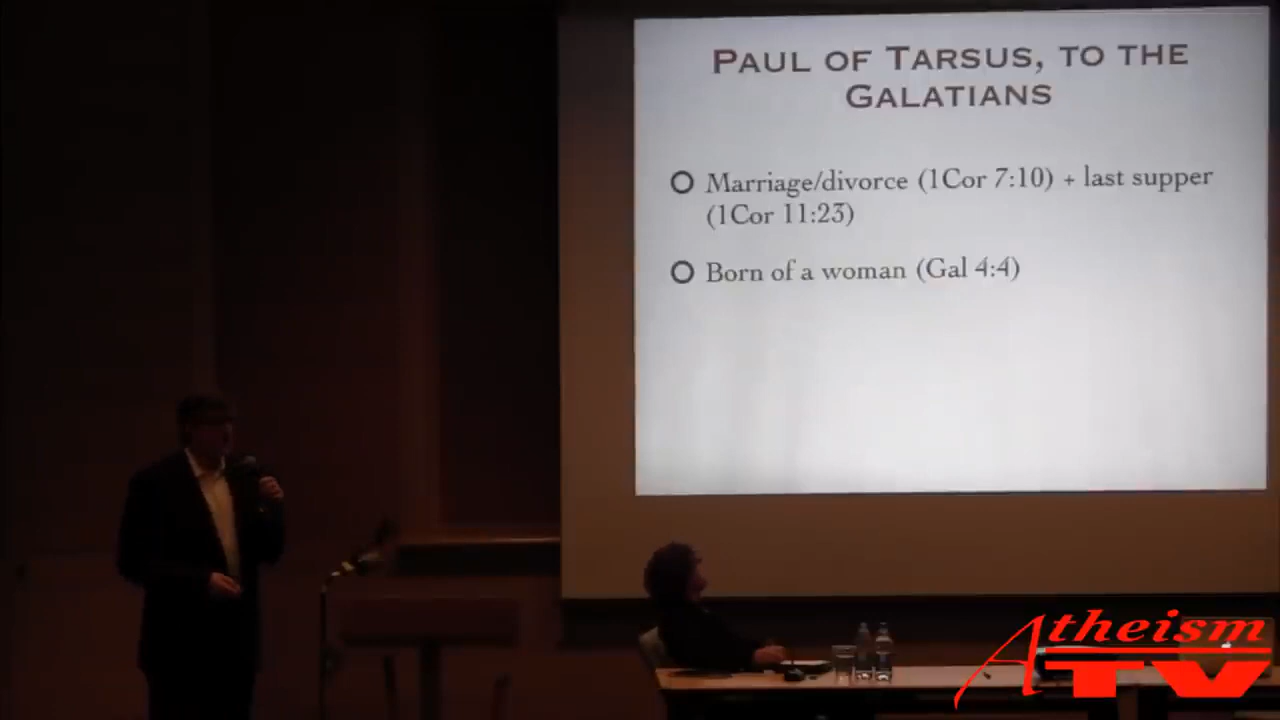 PAUL OF TARSUS, TO THE
GALATIANS
Marriage/divorce (1Cor 7:10) + last supper
(1Cor 11:23)
Born of a woman (Gal 4:4)
Atheism
TV